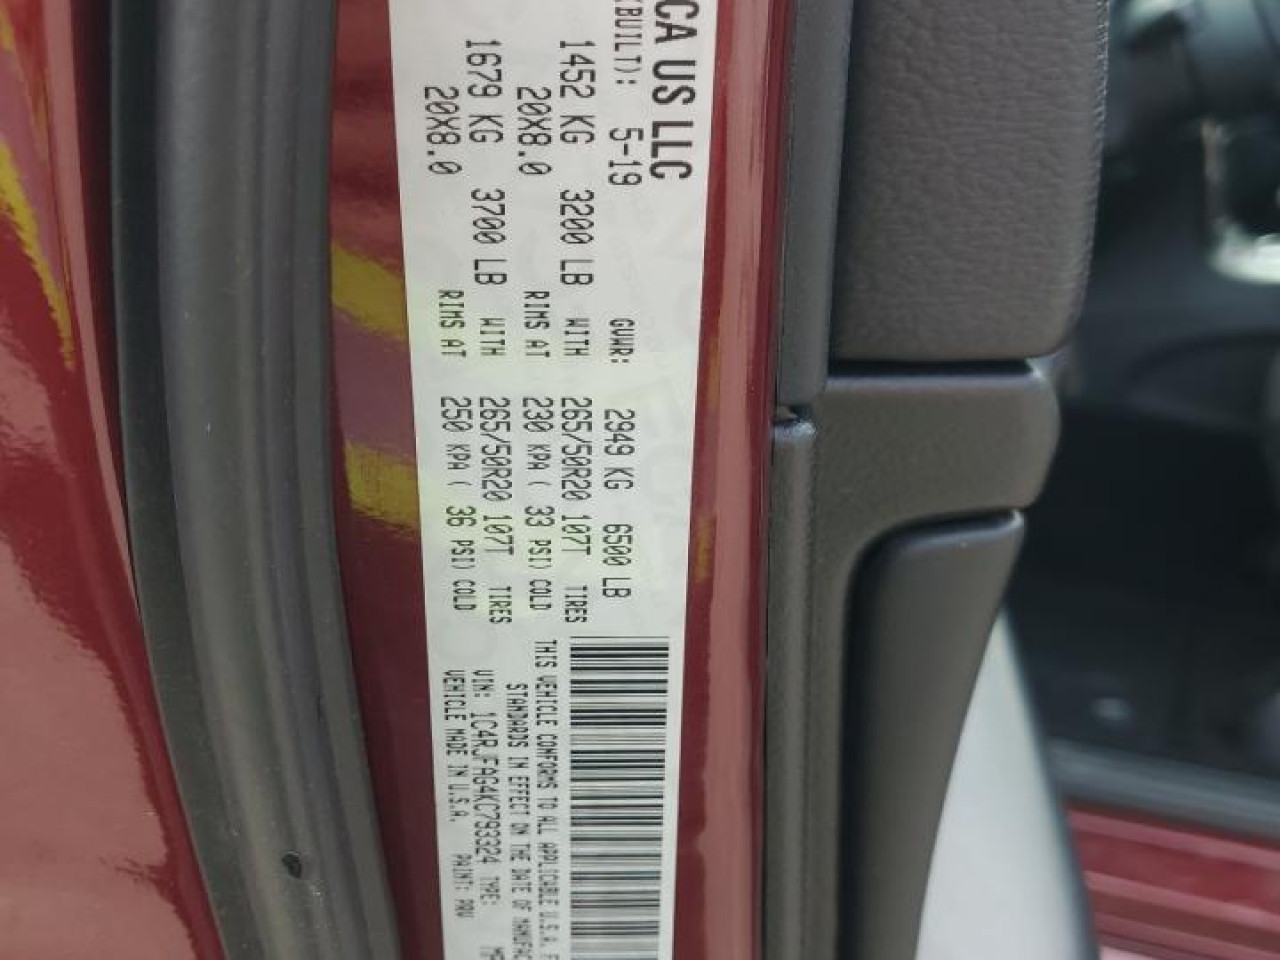 CA US LLC
BUILT): 5-19 GVWR: 2949 KG 6500 LB
1452 KG 3200 LB WITH 265/50R20 107T TIRES
20X8.0 RIMS AT 230 KPA ( 33 PSI) COLD
1679 KG 3700 LB WITH 265/50R20 107T TIRES
20X8.0 RIMS AT 250 KPA ( 36 PSI) COLD
THIS VEHICLE CONFORMS TO ALL APPLICABLE U.S.A. F
STANDARDS IN EFFECT ON THE DATE OF MANUFAC
VIN: 1C4RJFAG4KC793324 TYPE: MP
VEHICLE MADE IN U.S.A. PAINT: PRV